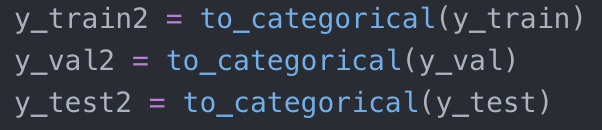 y_train2 = to_categorical(y_train)
y_val2 = to_categorical(y_val)
y_test2 = to_categorical(y_test)